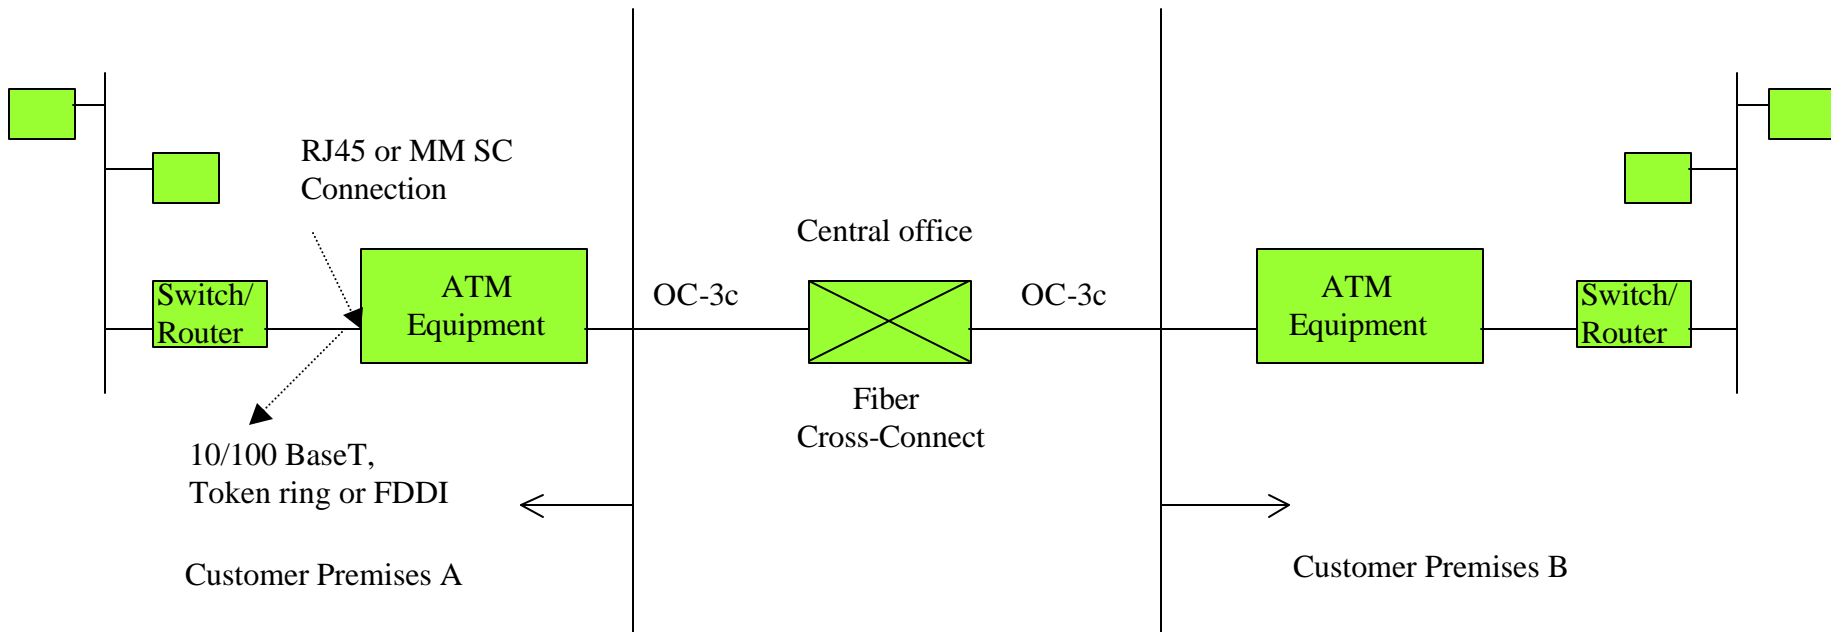 RJ45 or MM SC
Connection
Central office
Switch/
Router
ATM
Equipment
OC-3c
OC-3c
ATM
Equipment
Switch/
Router
Fiber
Cross-Connect
10/100 BaseT,
Token ring or FDDI
Customer Premises A
Customer Premises B